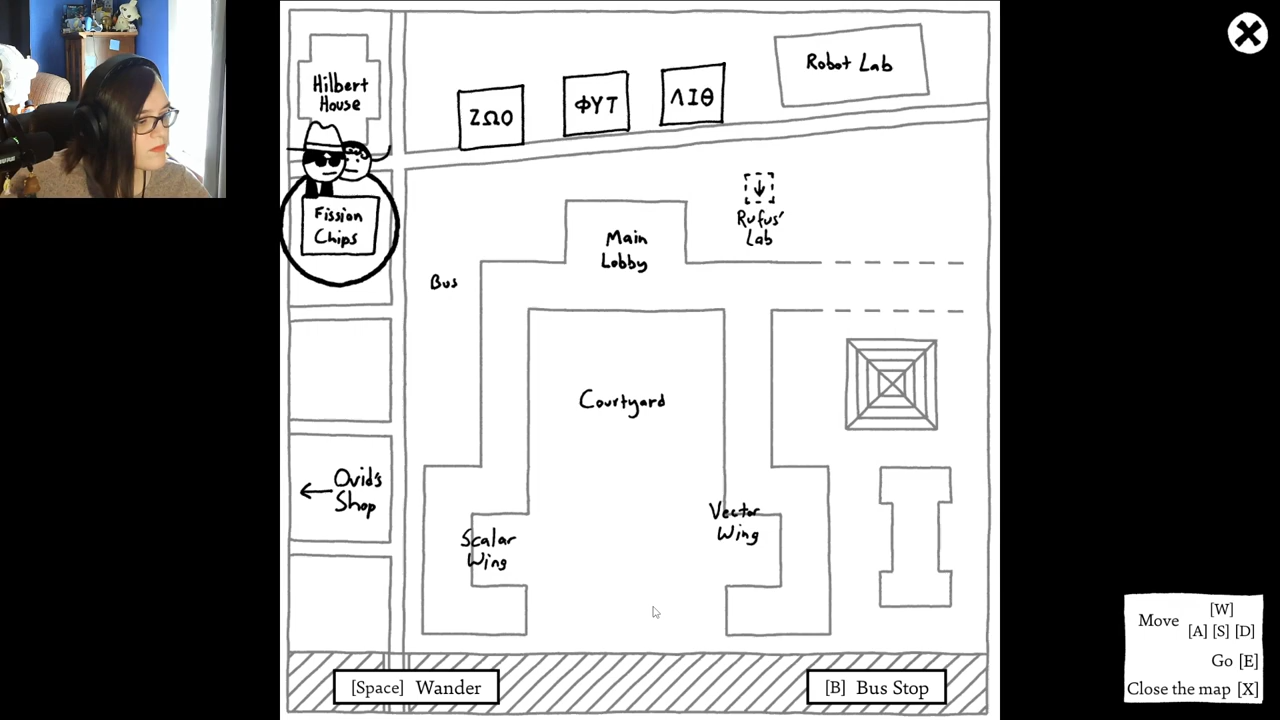 Robot Lab
Hilbert
House
ΖΩΟ
ΦΥΤ
ΛΙΘ
Fission
Chips
Rufus'
Lab
Main
Lobby
Bus
Courtyard
Ovid's
Shop
Vector
Wing
Scalar
Wing
Move [W]
[A] [S] [D]
Go [E]
Close the map [X]
[Space] Wander
[B] Bus Stop